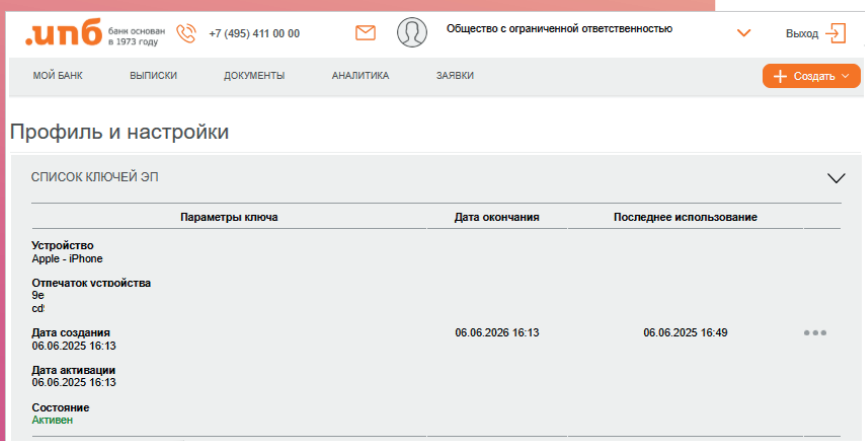 .ипб банк основан в 1973 году
+7 (495) 411 00 00
Общество с ограниченной ответственностью
Выход
МОЙ БАНК ВЫПИСКИ ДОКУМЕНТЫ АНАЛИТИКА ЗАЯВКИ
Создать
Профиль и настройки
СПИСОК КЛЮЧЕЙ ЭП
Параметры ключа Дата окончания Последнее использование
Устройство
Apple - iPhone
Отпечаток устройства
9e
cd
Дата создания
06.06.2025 16:13 06.06.2026 16:13 06.06.2025 16:49
Дата активации
06.06.2025 16:13
Состояние
Активен